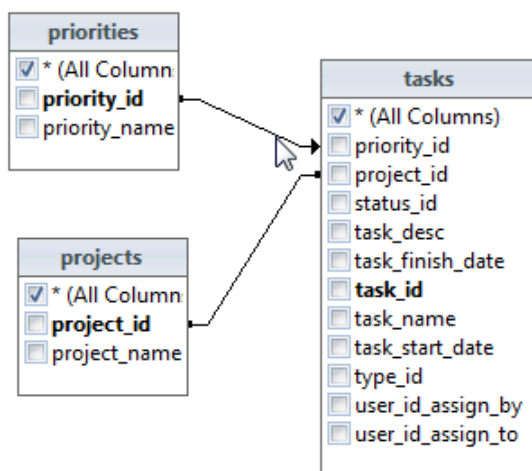 priorities
* (All Column
priority_id
priority_name
tasks
* (All Columns)
priority_id
project_id
status_id
task_desc
task_finish_date
task_id
task_name
task_start_date
type_id
user_id_assign_by
user_id_assign_to
projects
* (All Column
project_id
project_name